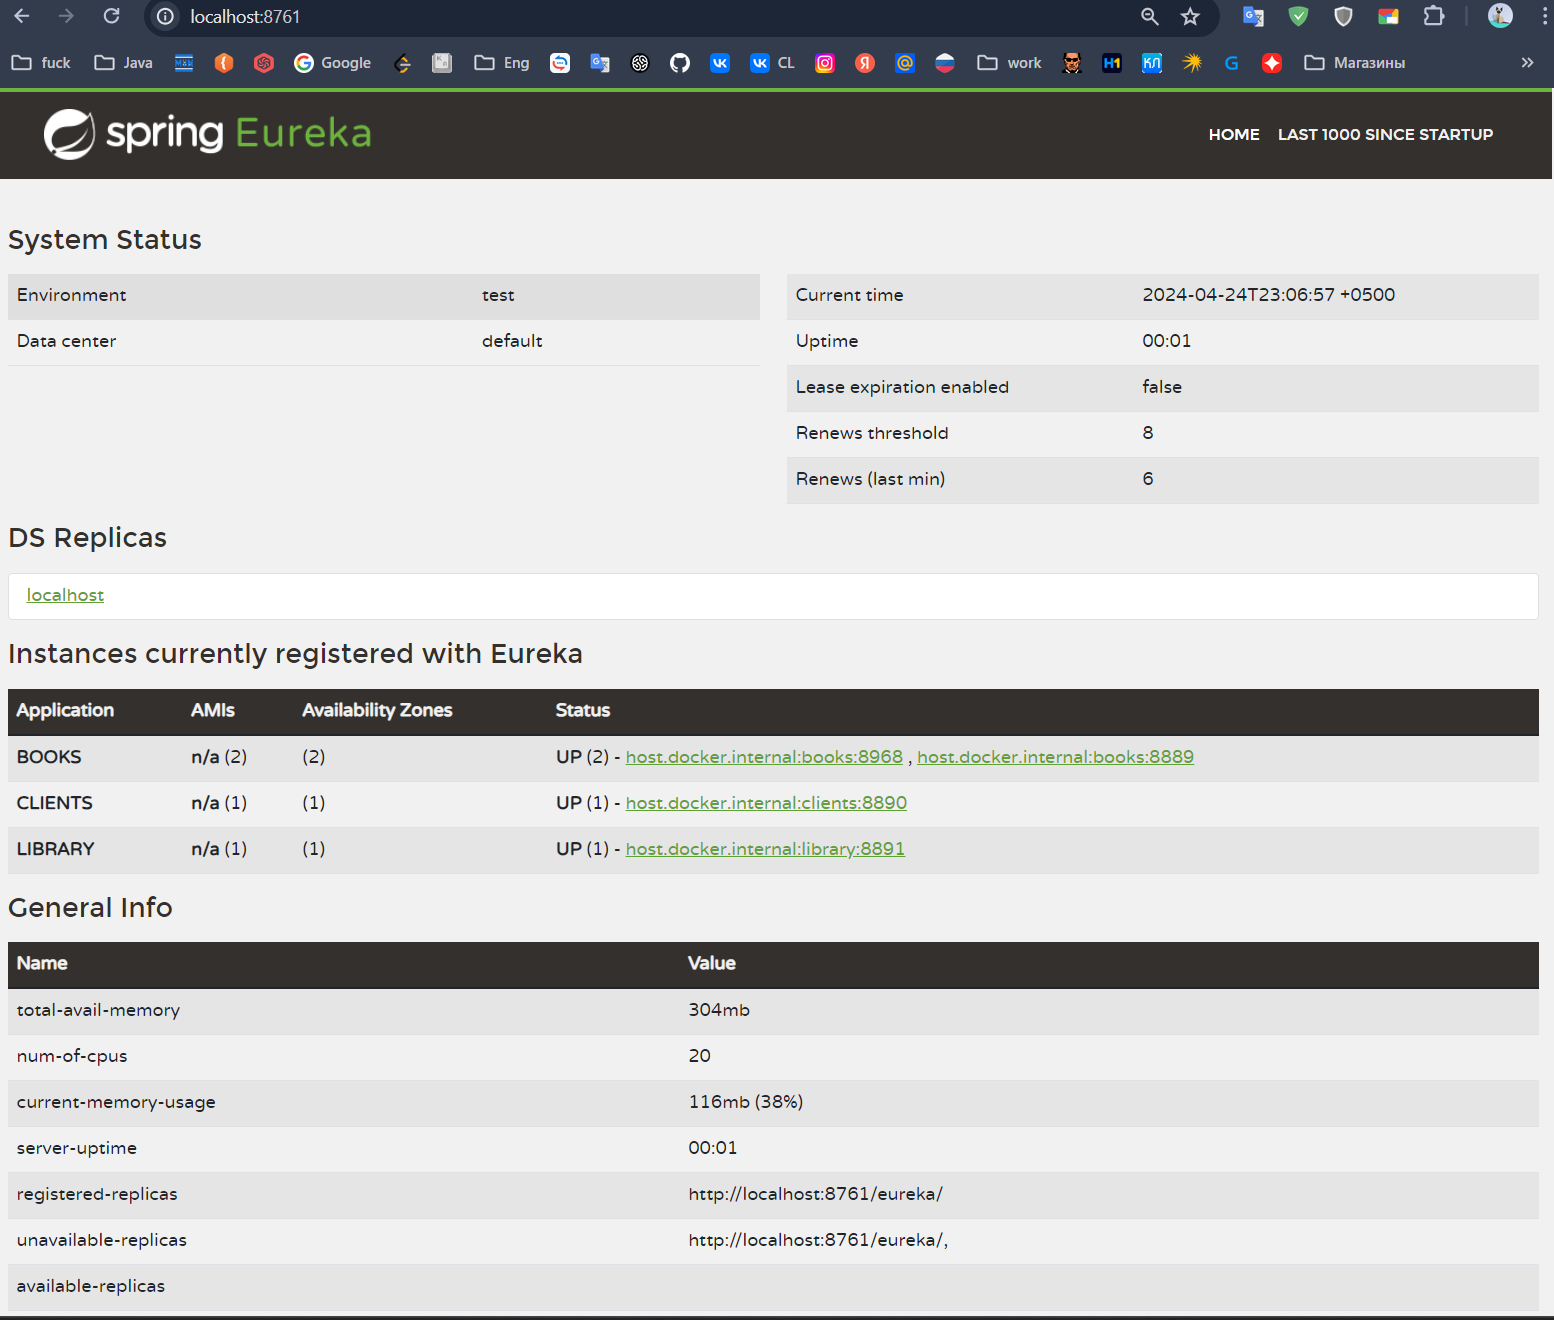 localhost:8761
fuck Java Google Eng CL work H1 КЛ G Магазины »
spring Eureka HOME LAST 1000 SINCE STARTUP
System Status
Environment test Current time 2024-04-24T23:06:57 +0500
Data center default Uptime 00:01
Lease expiration enabled false
Renews threshold 8
Renews (last min) 6
DS Replicas
localhost
Instances currently registered with Eureka
Application AMIs Availability Zones Status
BOOKS n/a (2) (2) UP (2) - host.docker.internal:books:8968 , host.docker.internal:books:8889
CLIENTS n/a (1) (1) UP (1) - host.docker.internal:clients:8890
LIBRARY n/a (1) (1) UP (1) - host.docker.internal:library:8891
General Info
Name Value
total-avail-memory 304mb
num-of-cpus 20
current-memory-usage 116mb (38%)
server-uptime 00:01
registered-replicas http://localhost:8761/eureka/
unavailable-replicas http://localhost:8761/eureka/,
available-replicas